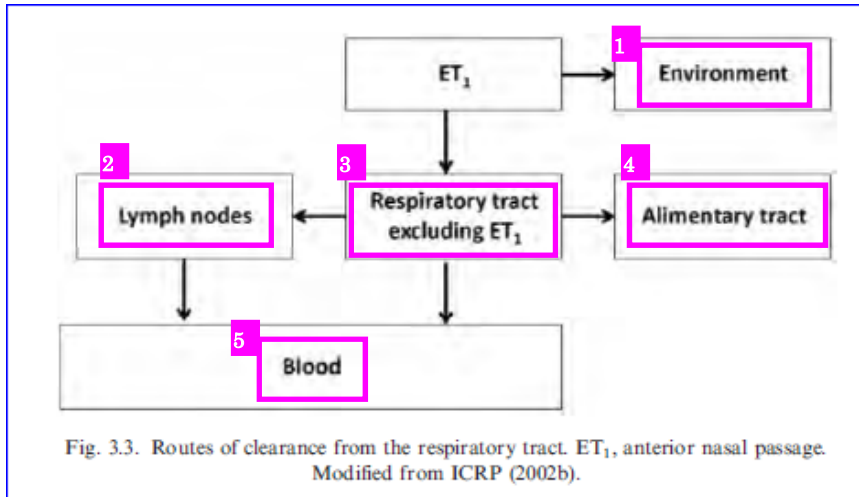 1
ET₁
Environment
2
3
4
Lymph nodes
Respiratory tract
excluding ET₁
Alimentary tract
5
Blood
Fig. 3.3. Routes of clearance from the respiratory tract. ET₁, anterior nasal passage.
Modified from ICRP (2002b).